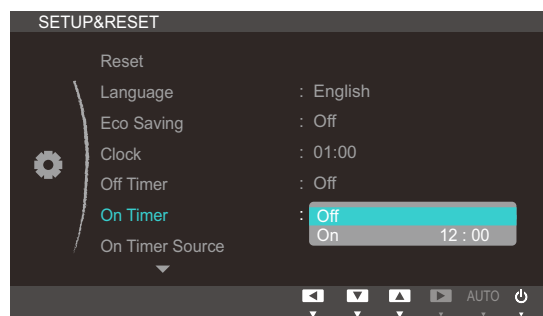 SETUP&RESET
Reset
Language : English
Eco Saving : Off
Clock : 01:00
Off Timer : Off
On Timer : Off
On 12 : 00
On Timer Source
AUTO